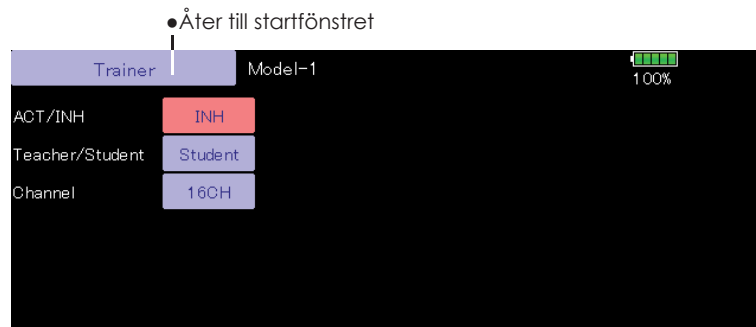 ●Åter till startfönstret
Trainer Model-1
100%
ACT/INH INH
Teacher/Student Student
Channel 16CH